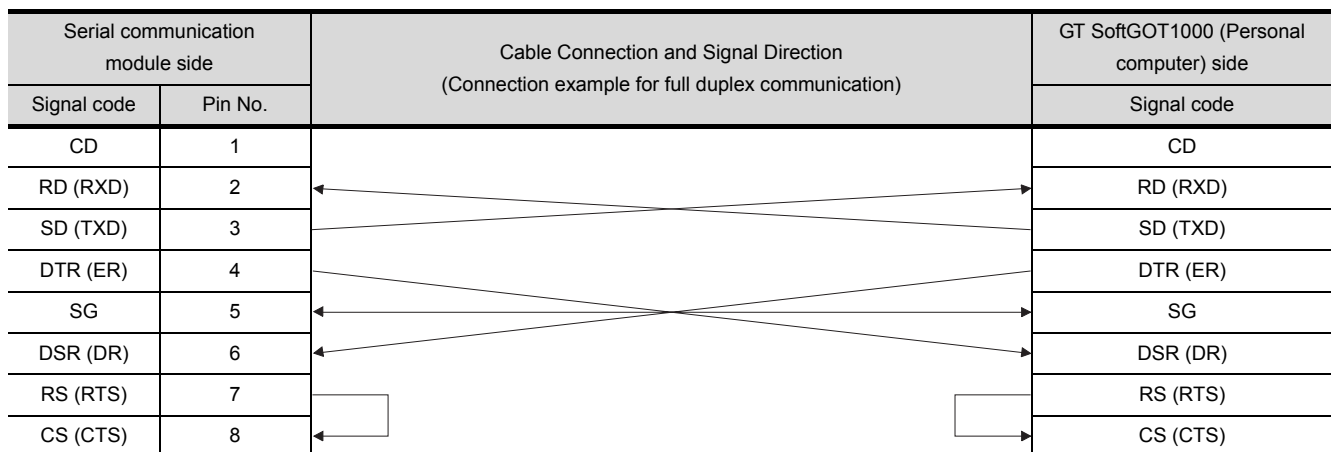 Serial communication
module side
Cable Connection and Signal Direction
(Connection example for full duplex communication)
GT SoftGOT1000 (Personal
computer) side
Signal code Pin No. Signal code
CD 1 CD
RD (RXD) 2 RD (RXD)
SD (TXD) 3 SD (TXD)
DTR (ER) 4 DTR (ER)
SG 5 SG
DSR (DR) 6 DSR (DR)
RS (RTS) 7 RS (RTS)
CS (CTS) 8 CS (CTS)